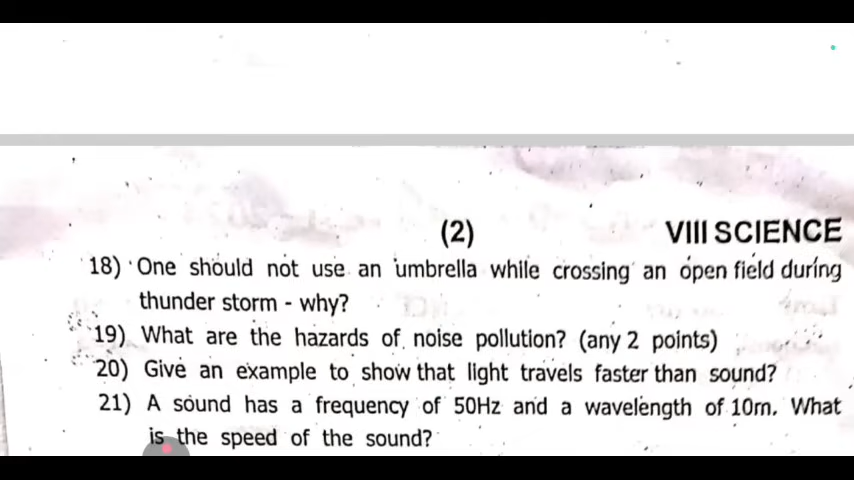 (2) VIII SCIENCE
18) One should not use an umbrella while crossing an open field during
thunder storm - why?
19) What are the hazards of noise pollution? (any 2 points)
20) Give an example to show that light travels faster than sound?
21) A sound has a frequency of 50Hz and a wavelength of 10m. What
is the speed of the sound?